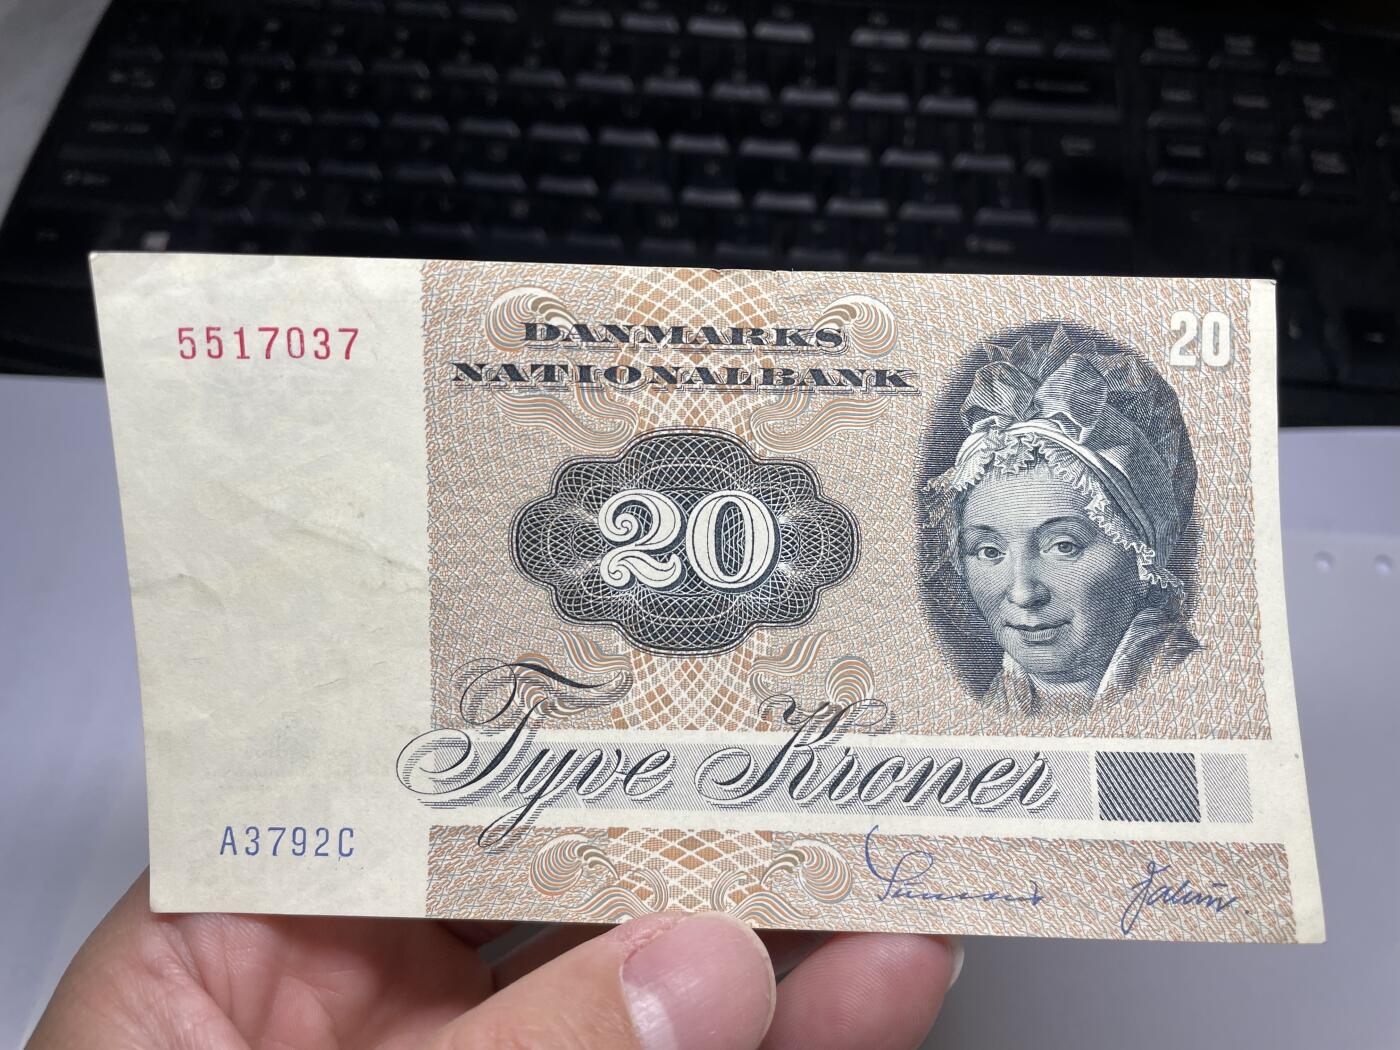 5517037
DANMARKS
NATIONALBANK
20
20
Tyve Kroner
A3792C